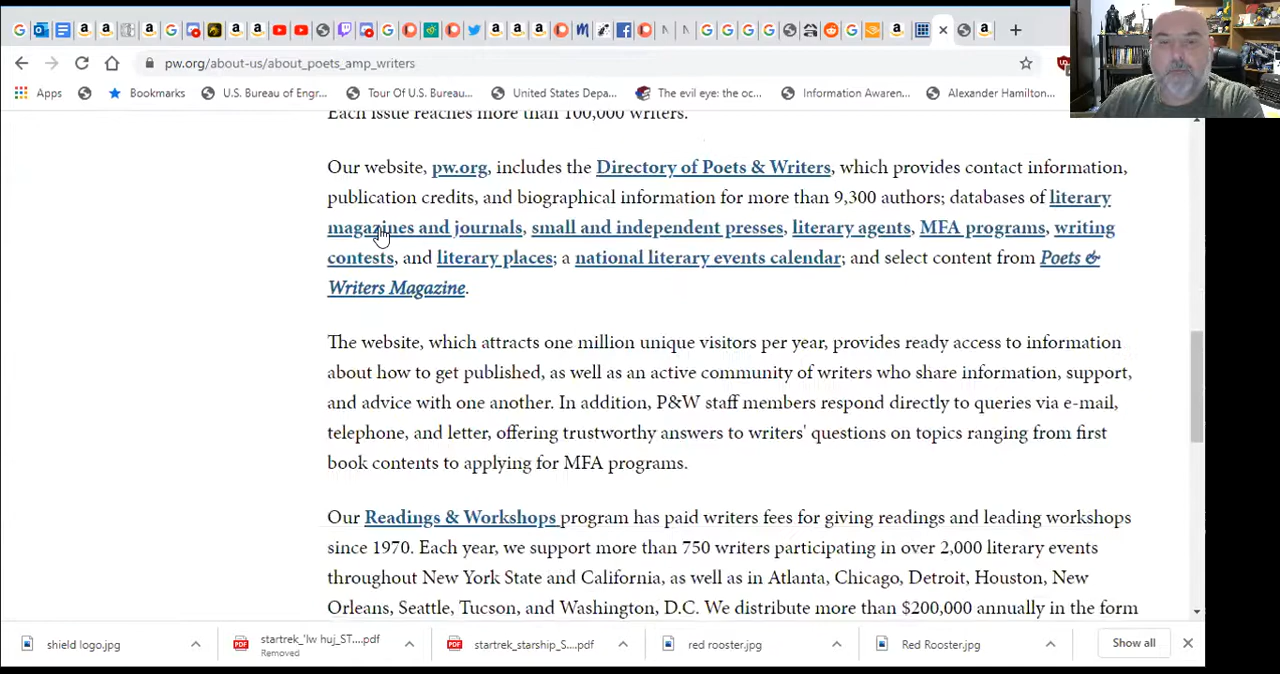 pw.org/about-us/about_poets_amp_writers
Apps
Bookmarks
U.S. Bureau of Engr...
Tour Of U.S. Bureau...
United States Depa...
The evil eye: the oc...
Information Awaren...
Alexander Hamilton...
Each issue reaches more than 100,000 writers.
Our website, pw.org, includes the Directory of Poets & Writers, which provides contact information,
publication credits, and biographical information for more than 9,300 authors; databases of literary
magazines and journals, small and independent presses, literary agents, MFA programs, writing
contests, and literary places; a national literary events calendar; and select content from Poets &
Writers Magazine.
The website, which attracts one million unique visitors per year, provides ready access to information
about how to get published, as well as an active community of writers who share information, support,
and advice with one another. In addition, P&W staff members respond directly to queries via e-mail,
telephone, and letter, offering trustworthy answers to writers' questions on topics ranging from first
book contents to applying for MFA programs.
Our Readings & Workshops program has paid writers fees for giving readings and leading workshops
since 1970. Each year, we support more than 750 writers participating in over 2,000 literary events
throughout New York State and California, as well as in Atlanta, Chicago, Detroit, Houston, New
Orleans, Seattle, Tucson, and Washington, D.C. We distribute more than $200,000 annually in the form
shield logo.jpg
startrek_'lw huj_ST....pdf
Removed
startrek_starship_S....pdf
red rooster.jpg
Red Rooster.jpg
Show all